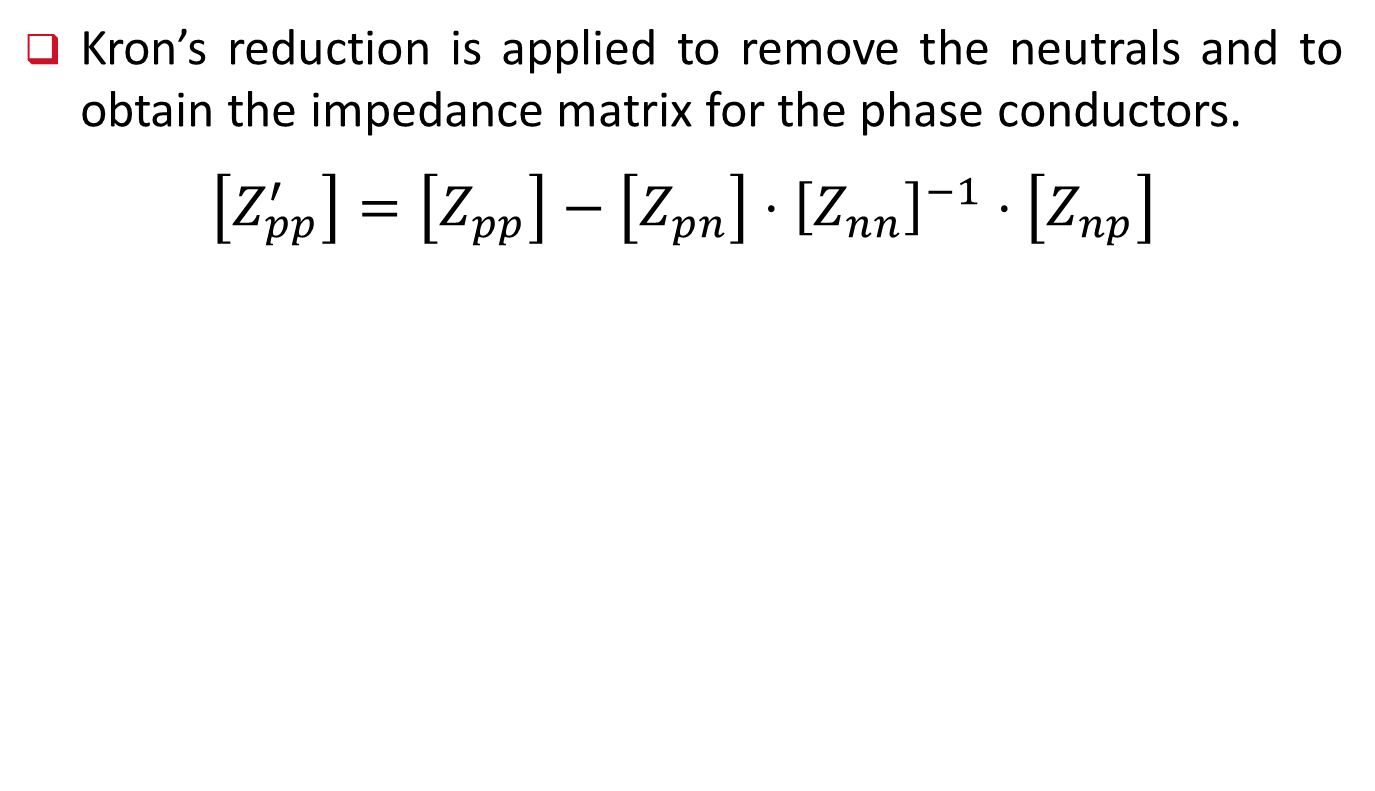 ❑ Kron’s reduction is applied to remove the neutrals and to
obtain the impedance matrix for the phase conductors.
[Z′pp] = [Zpp] − [Zpn] · [Znn]⁻¹ · [Znp]